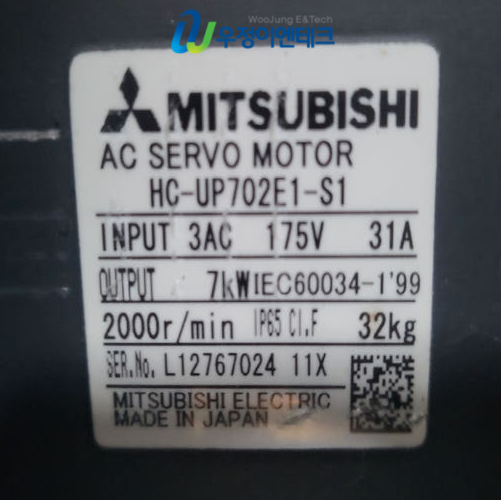 WooJung E&Tech
우정이앤테크
MITSUBISHI
AC SERVO MOTOR
HC-UP702E1-S1
INPUT 3AC 175V 31A
OUTPUT 7kW IEC60034-1'99
2000r/min IP65 CI.F 32kg
SER.No. L12767024 11X
MITSUBISHI ELECTRIC
MADE IN JAPAN